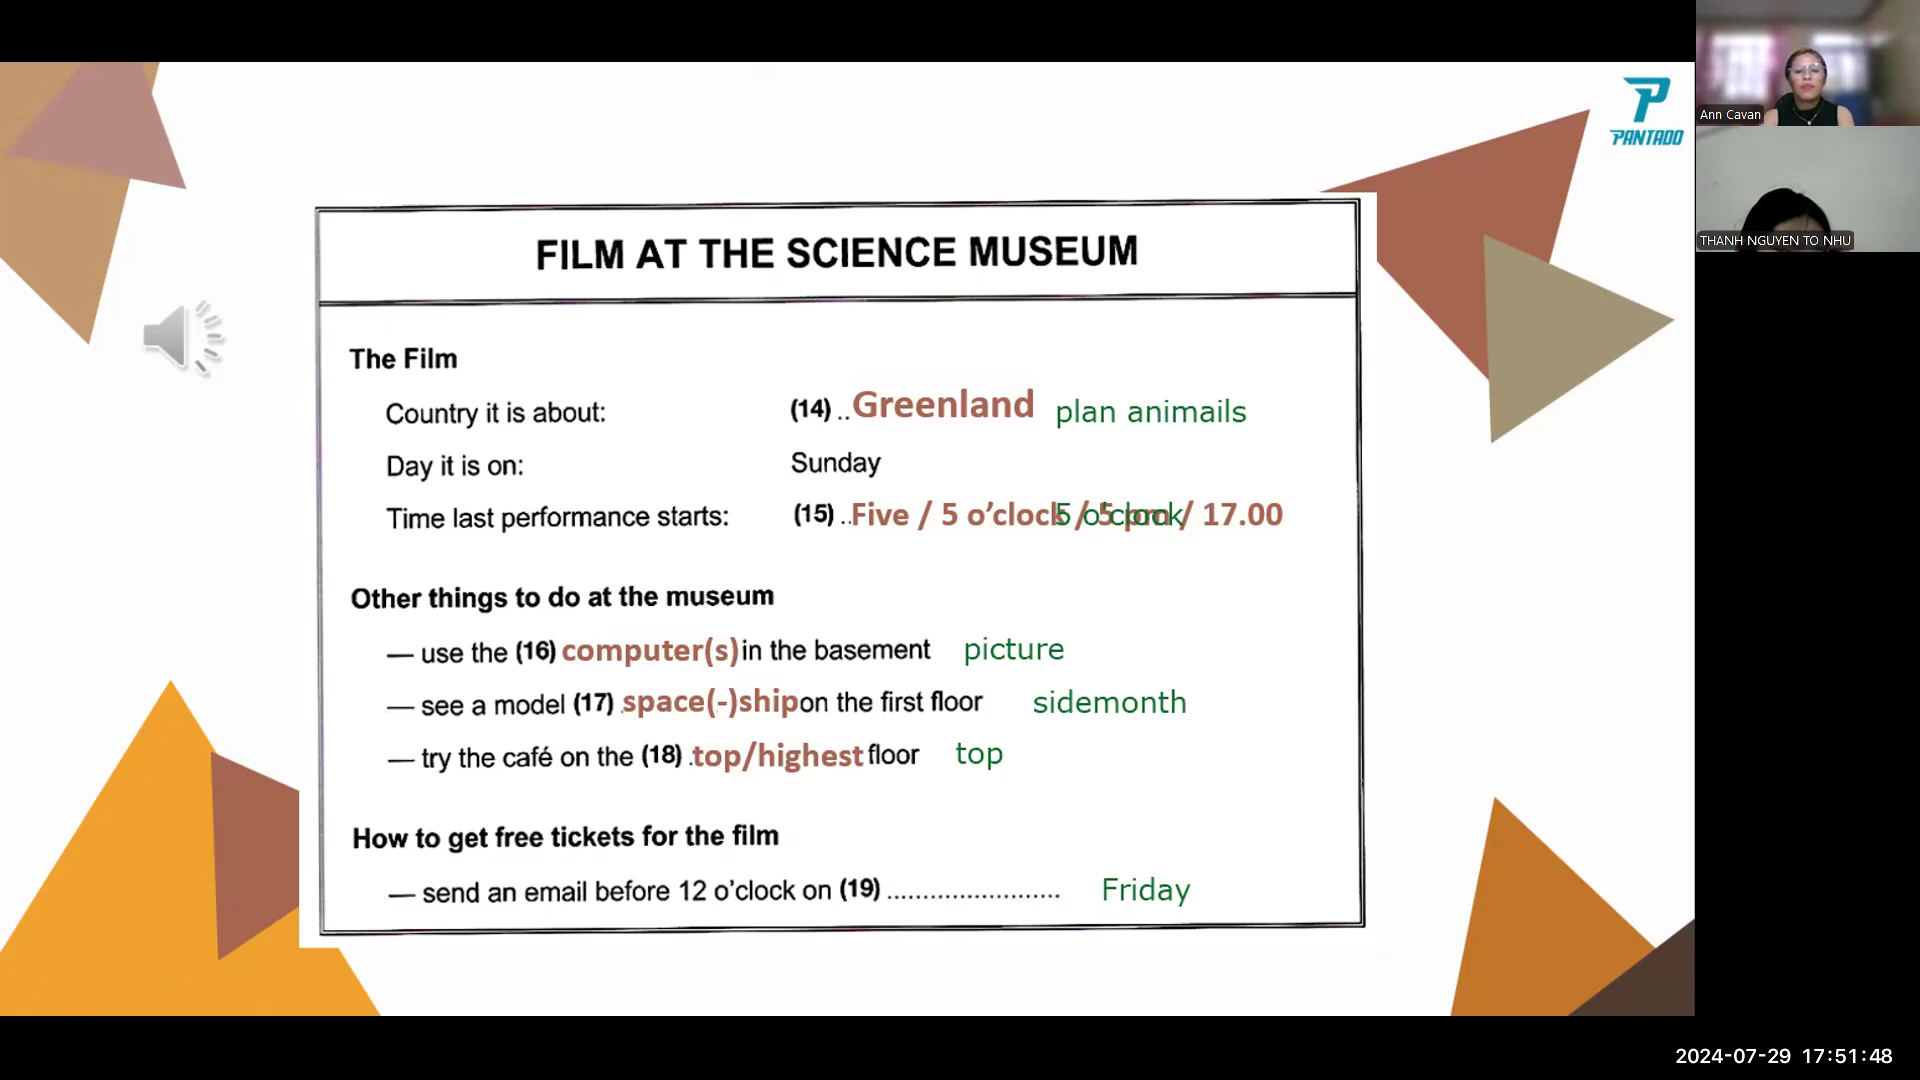 PANTADO
Ann Cavan
THANH NGUYEN TO NHU
FILM AT THE SCIENCE MUSEUM
The Film
Country it is about: (14) .. Greenland plan animails
Day it is on: Sunday
Time last performance starts: (15) .. Five / 5 o'clock / 5 pm / 17.00 5 o'clock
Other things to do at the museum
— use the (16) computer(s) in the basement picture
— see a model (17) space(-)ship on the first floor sidemonth
— try the café on the (18) top/highest floor top
How to get free tickets for the film
— send an email before 12 o'clock on (19) ........................ Friday
2024-07-29 17:51:48